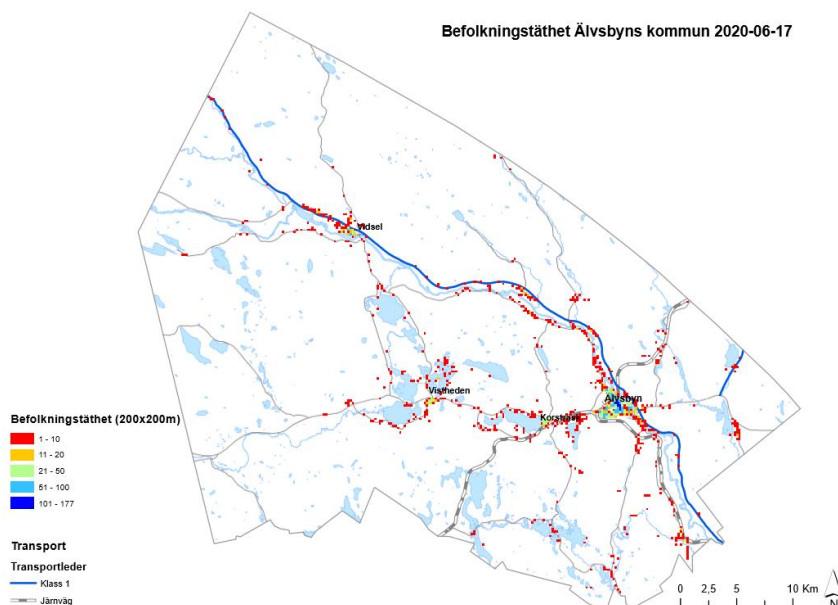 Befolkningstäthet Älvsbyns kommun 2020-06-17
Vidsel
Vistheden
Älvsbyn
Korsträsk
Befolkningstäthet (200x200m)
1 - 10
11 - 20
21 - 50
51 - 100
101 - 177
Transport
Transportleder
Klass 1
Järnväg
0 2,5 5 10 Km
N